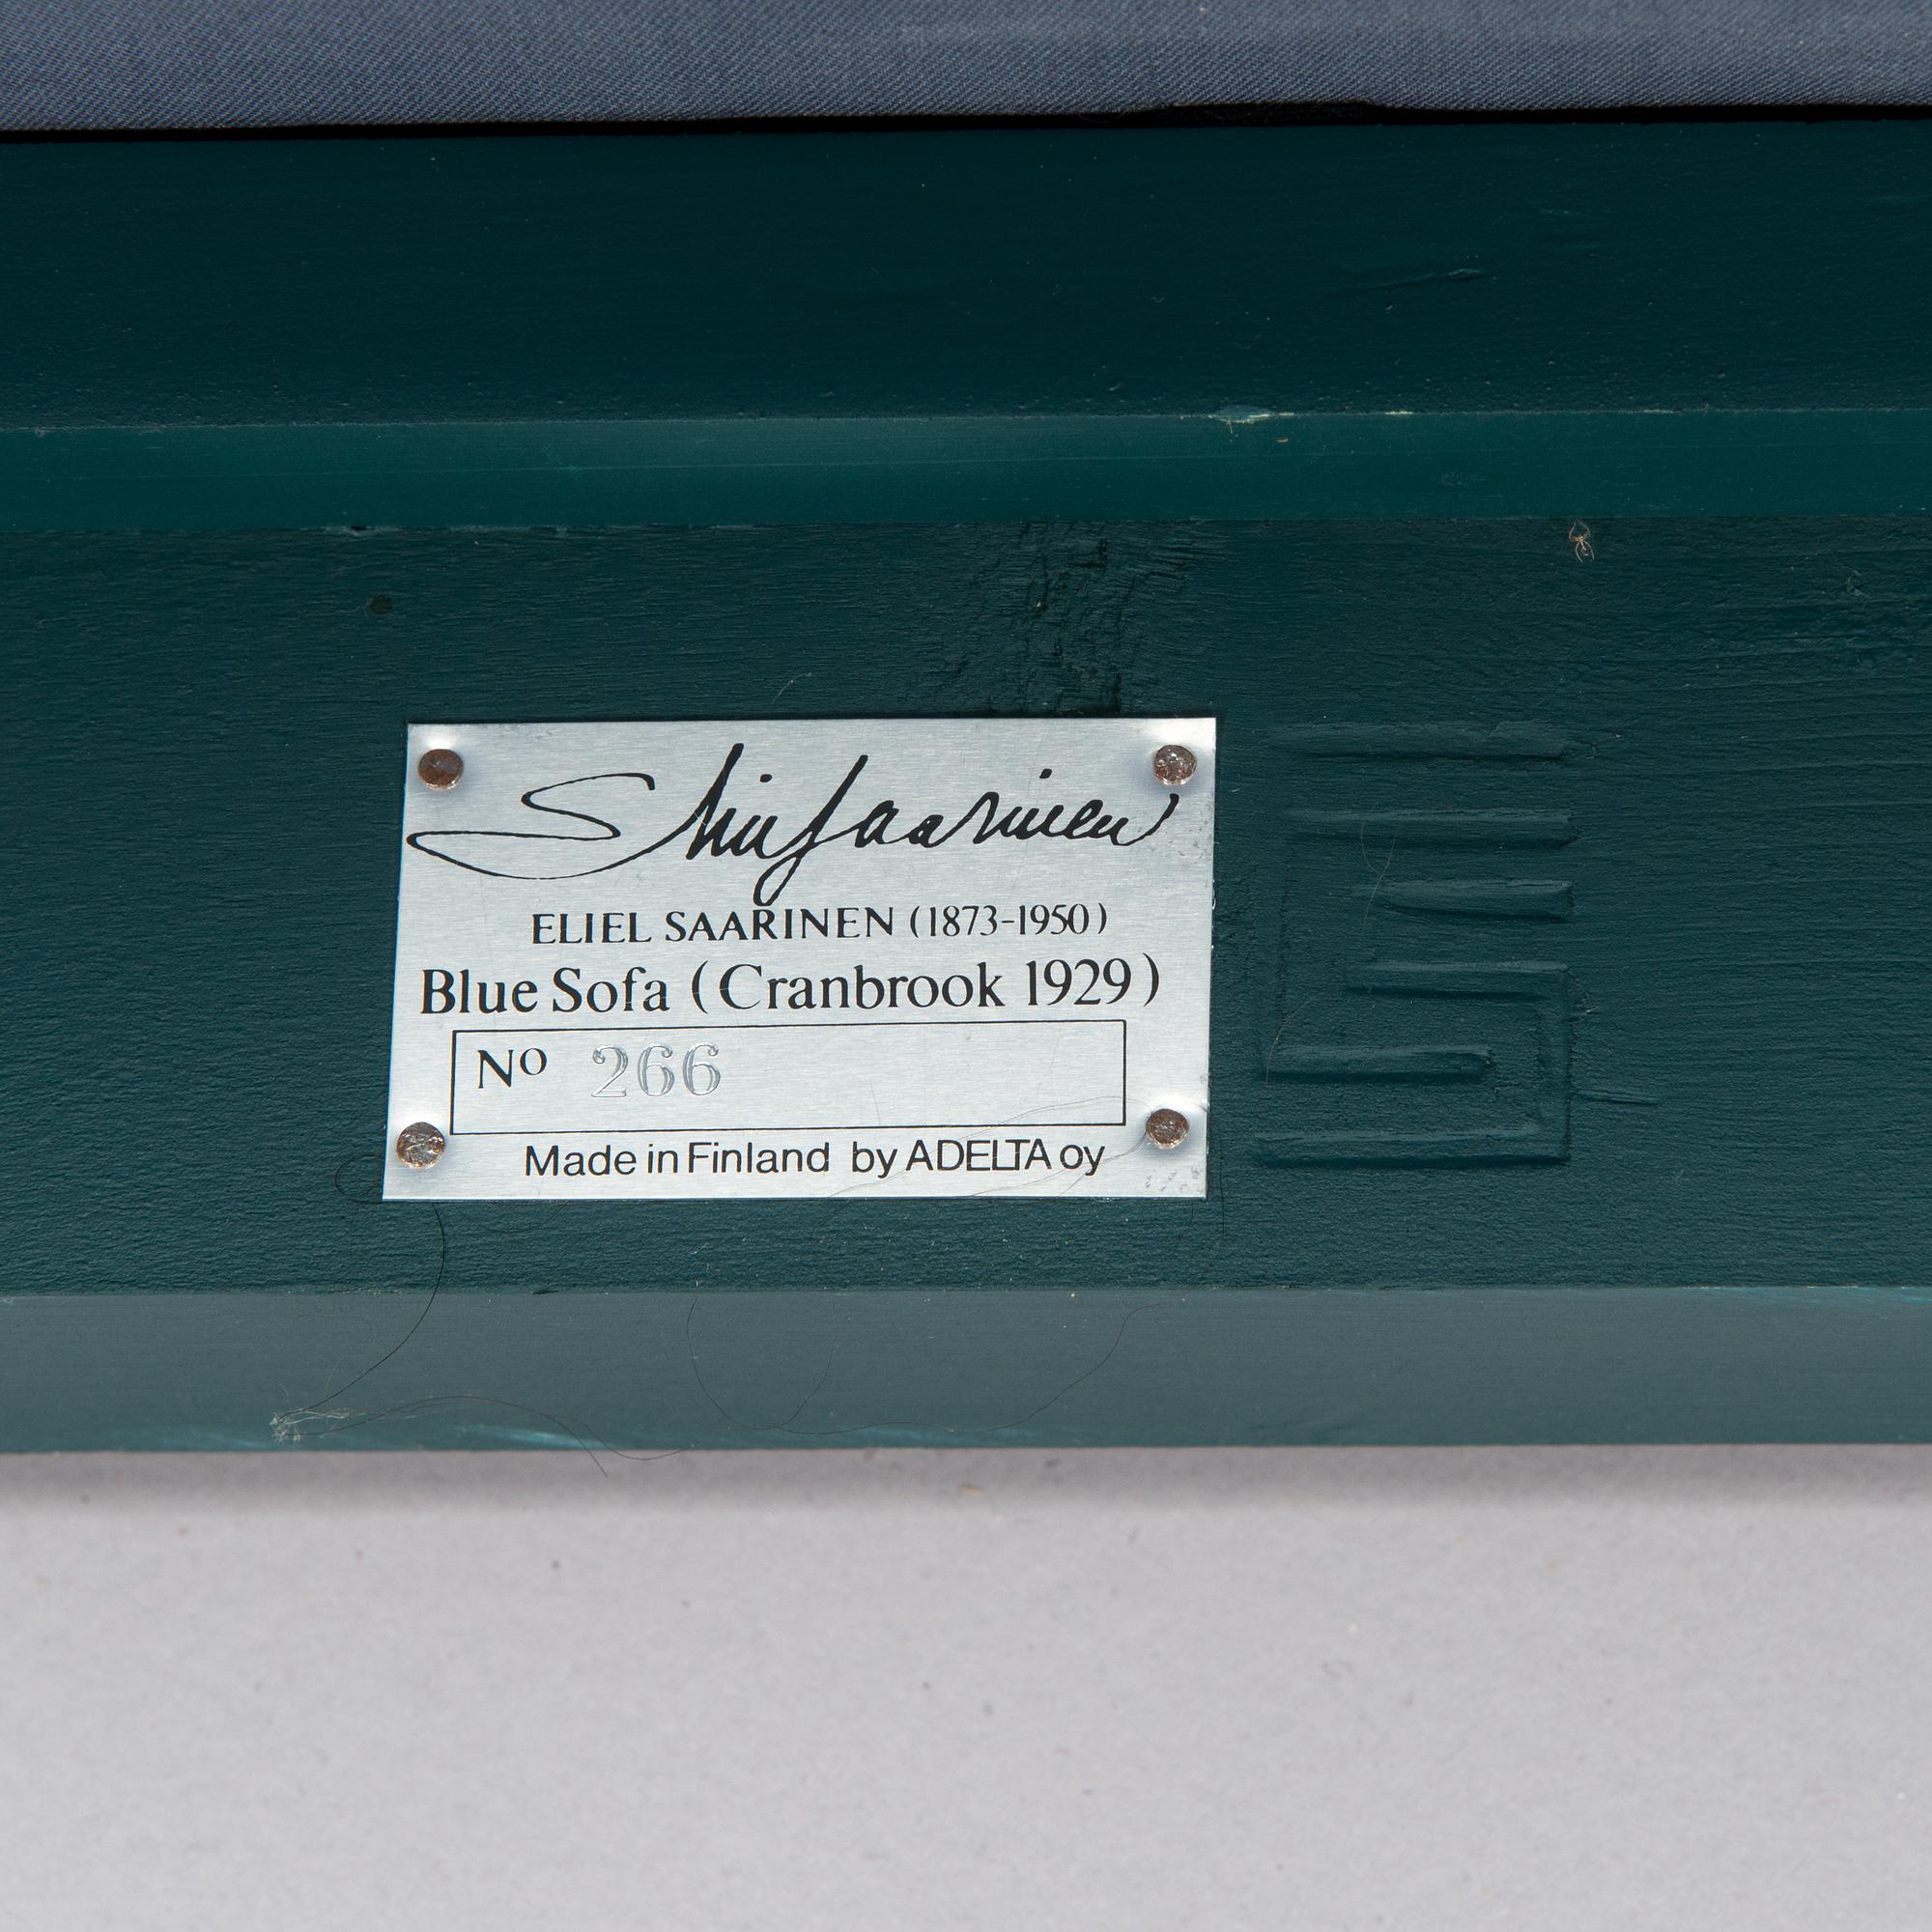 Eliel Saarinen
ELIEL SAARINEN (1873-1950)
Blue Sofa (Cranbrook 1929)
No 266
Made in Finland by ADELTA oy